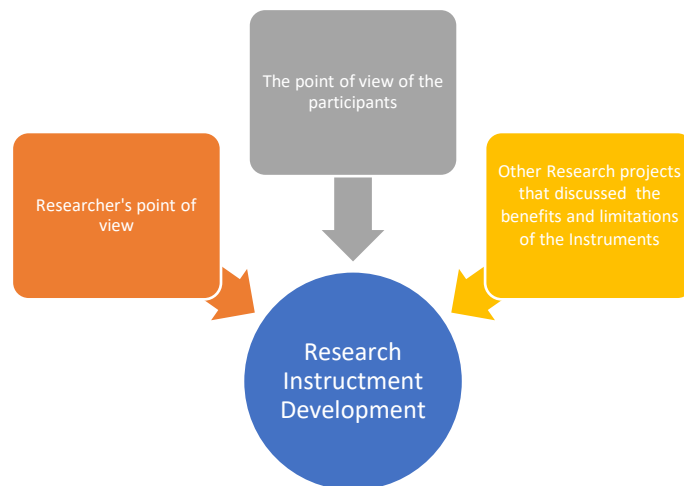 The point of view of the
participants
Researcher's point of
view
Other Research projects
that discussed the
benefits and limitations
of the Instruments
Research
Instructment
Development